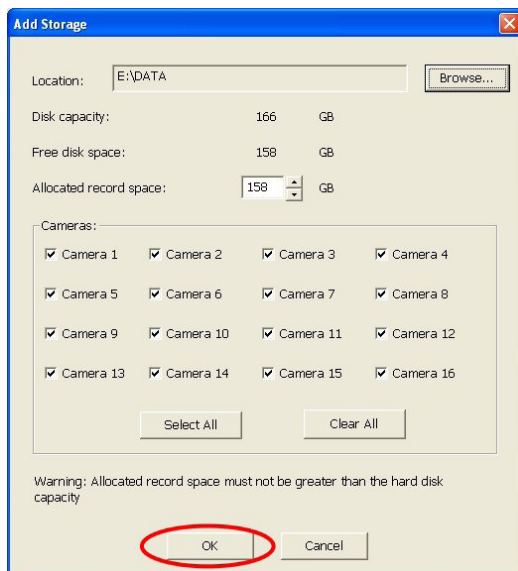 Add Storage
Location: E:\DATA Browse...
Disk capacity: 166 GB
Free disk space: 158 GB
Allocated record space: 158 GB
Cameras:
Camera 1 Camera 2 Camera 3 Camera 4
Camera 5 Camera 6 Camera 7 Camera 8
Camera 9 Camera 10 Camera 11 Camera 12
Camera 13 Camera 14 Camera 15 Camera 16
Select All Clear All
Warning: Allocated record space must not be greater than the hard disk
capacity
OK Cancel